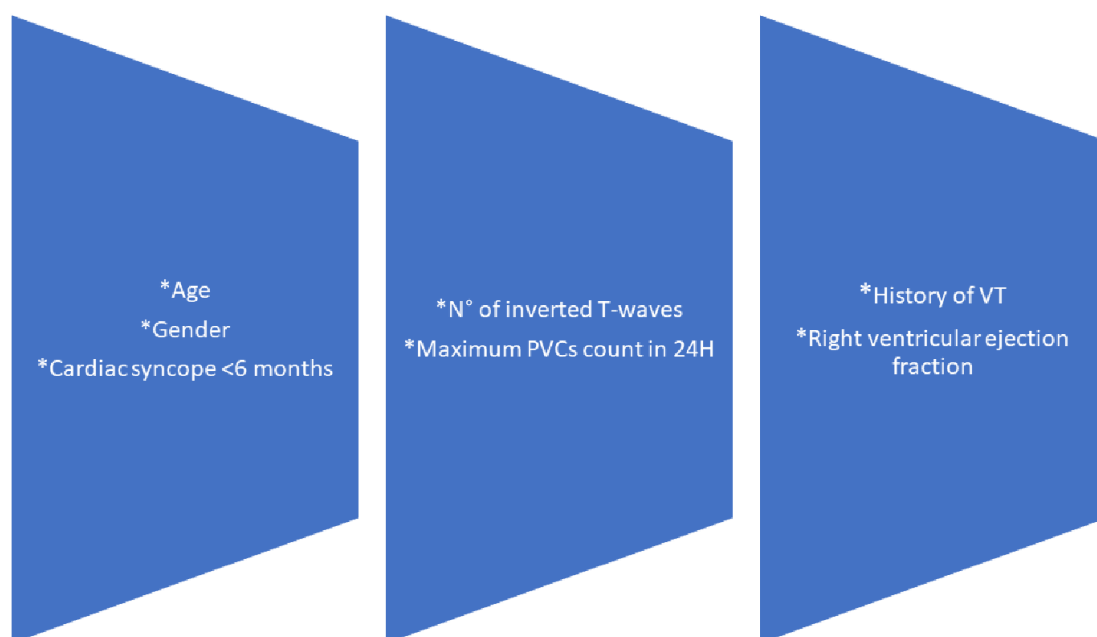 *Age
*Gender
*Cardiac syncope <6 months
*N° of inverted T-waves
*Maximum PVCs count in 24H
*History of VT
*Right ventricular ejection
fraction